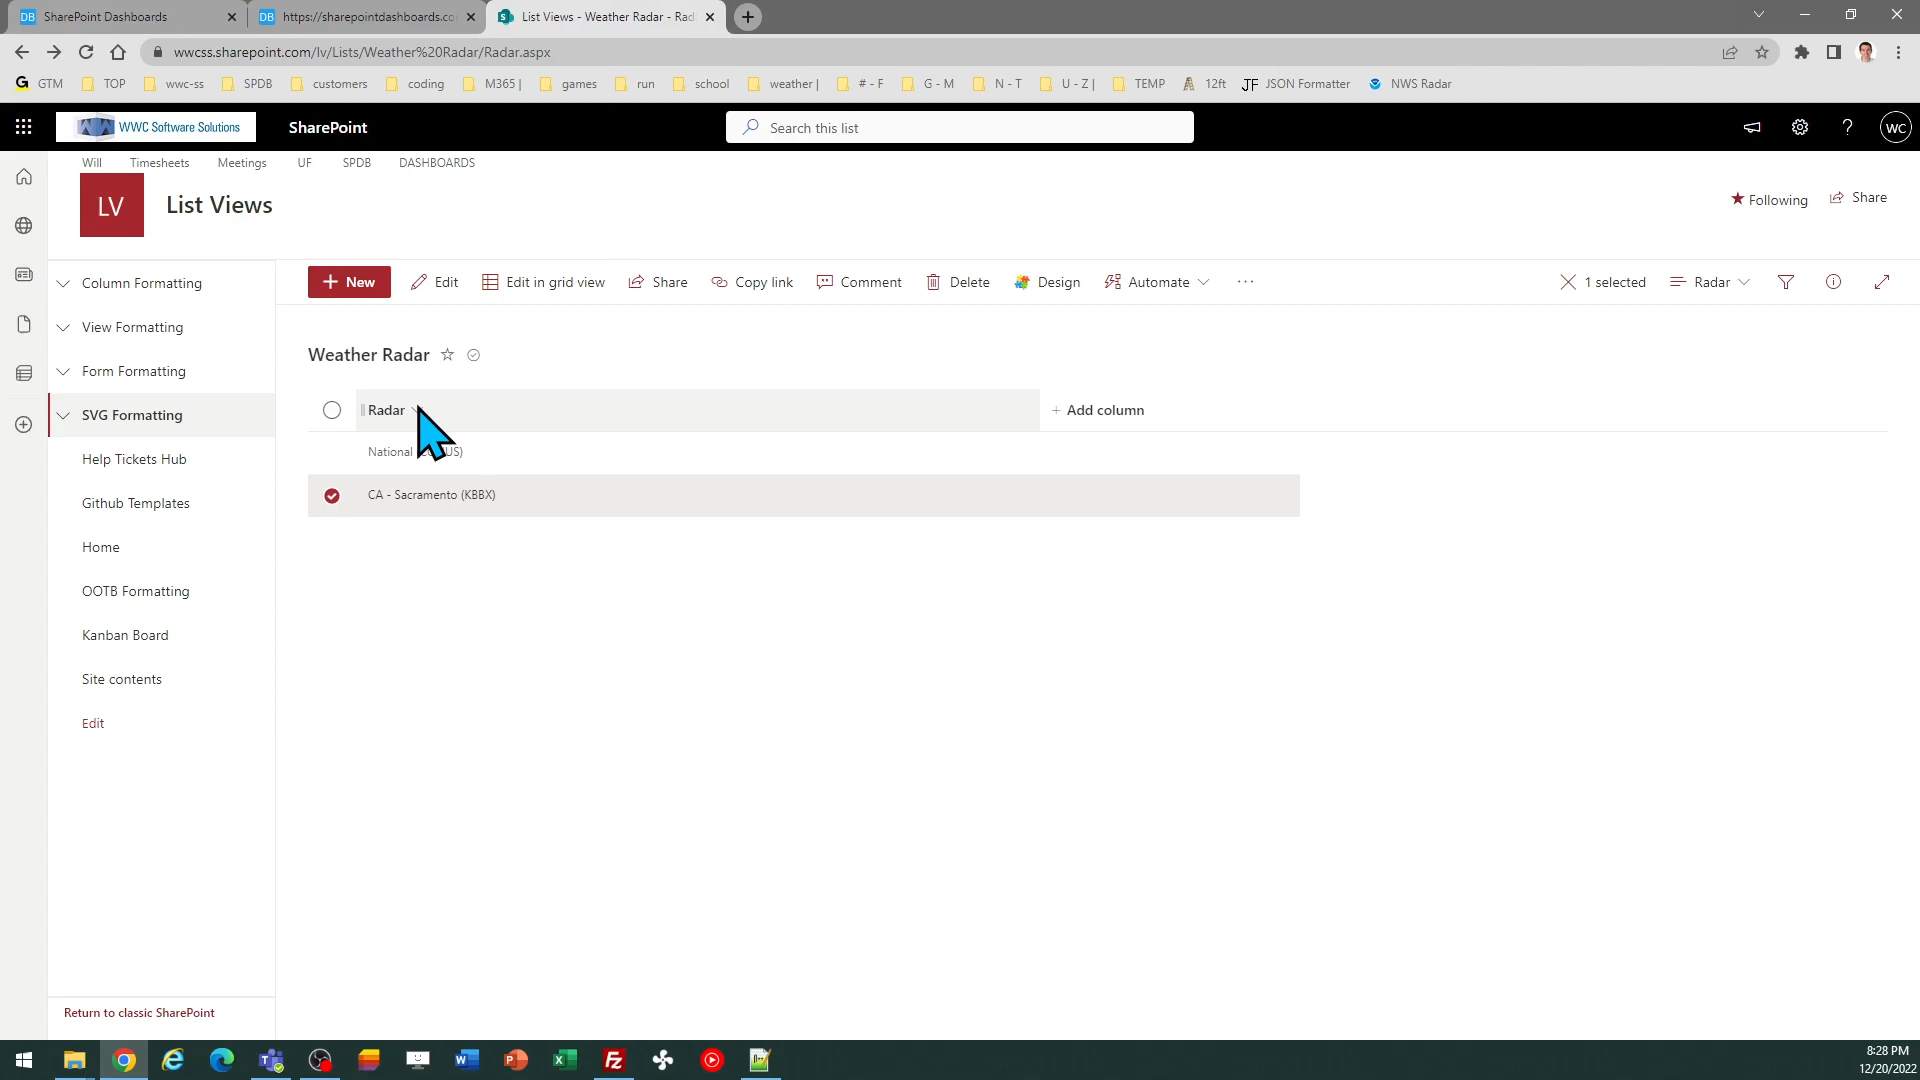 SharePoint Dashboards
https://sharepointdashboards.co
List Views - Weather Radar - Rad
wwcss.sharepoint.com/lv/Lists/Weather%20Radar/Radar.aspx
GTM TOP wwc-ss SPDB customers coding M365 | games run school weather | # - F G - M N - T U - Z | TEMP 12ft JSON Formatter NWS Radar
WWC Software Solutions SharePoint Search this list WC
Will Timesheets Meetings UF SPDB DASHBOARDS
LV List Views Following Share
New Edit Edit in grid view Share Copy link Comment Delete Design Automate ... 1 selected Radar
Column Formatting
View Formatting
Form Formatting
SVG Formatting
Help Tickets Hub
Github Templates
Home
OOTB Formatting
Kanban Board
Site contents
Edit
Return to classic SharePoint
Weather Radar
Radar + Add column
National US)
CA - Sacramento (KBBX)
8:28 PM
12/20/2022